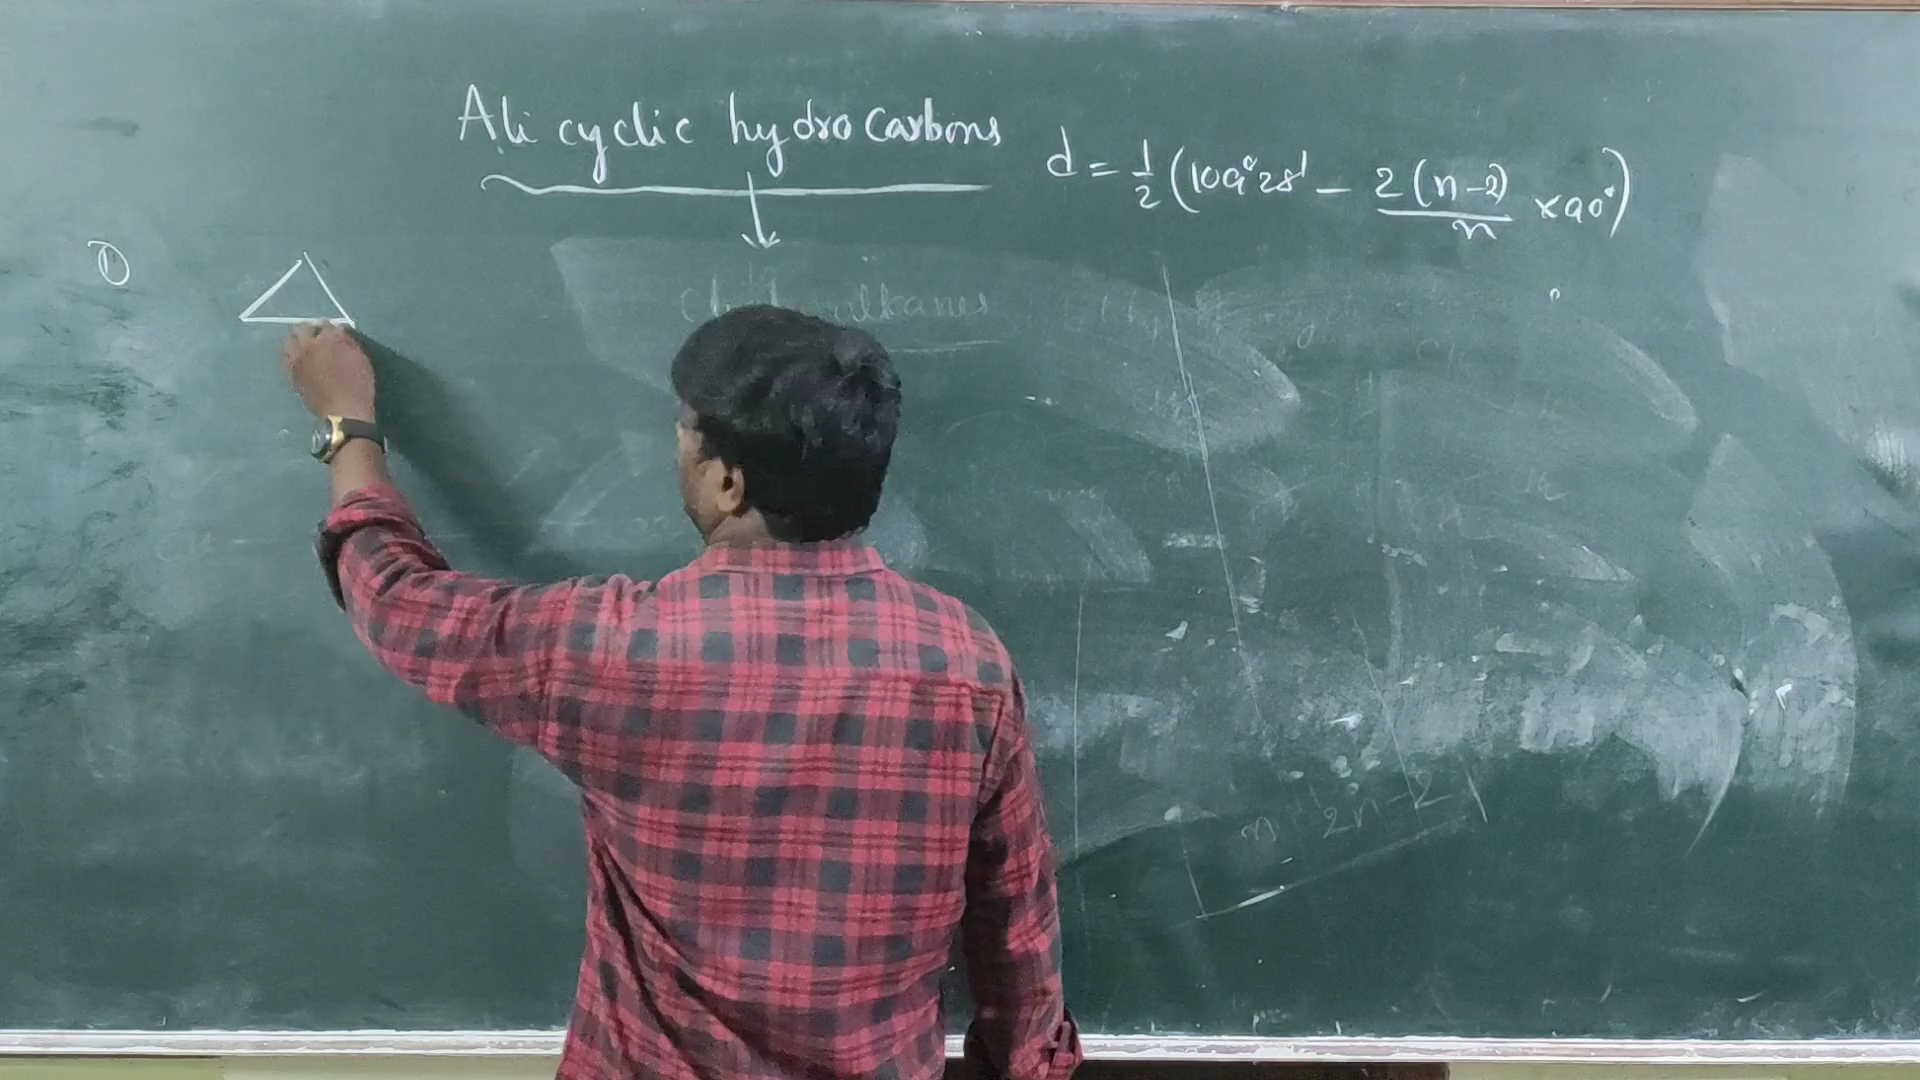 Ali cyclic hydro carbons
d = 1/2 (109°28' - 2(n-2)/n × 90°)
①